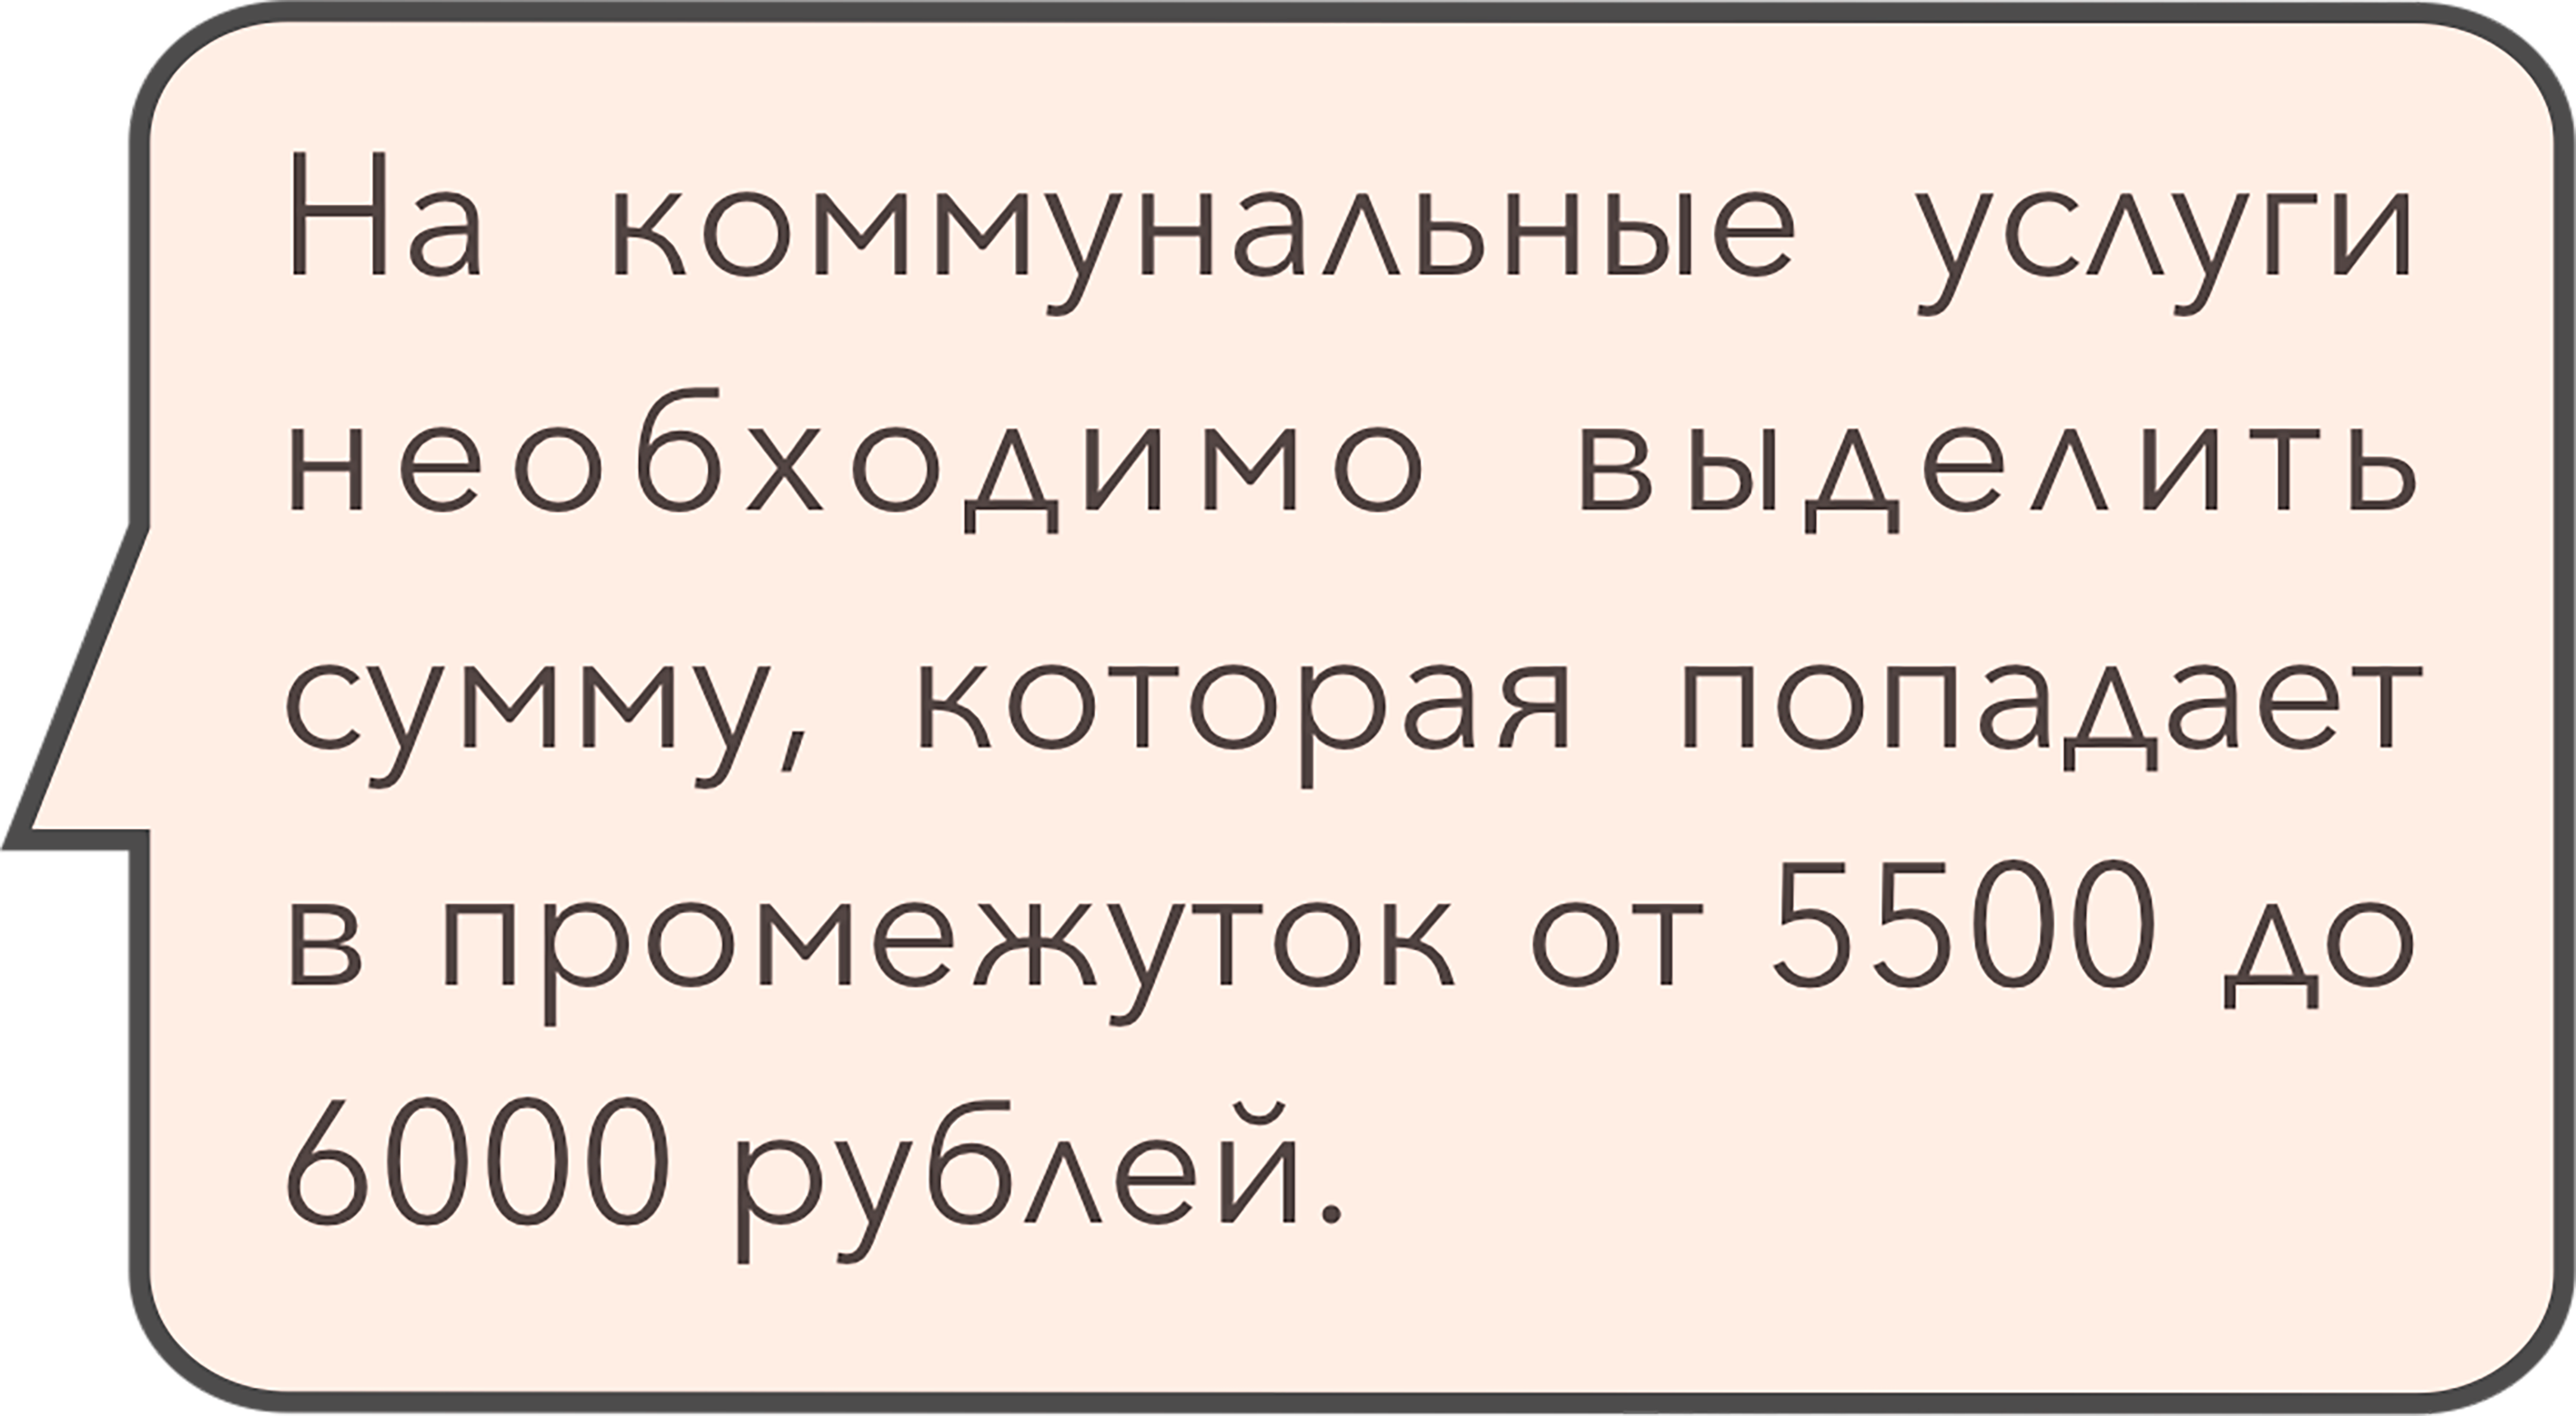 На коммунальные услуги
необходимо выделить
сумму, которая попадает
в промежуток от 5500 до
6000 рублей.